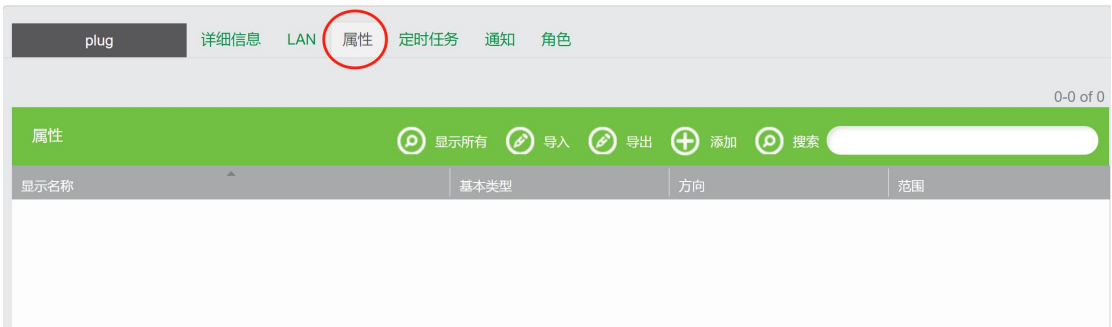 plug 详细信息 LAN 属性 定时任务 通知 角色
0-0 of 0
属性 显示所有 导入 导出 添加 搜索
显示名称 基本类型 方向 范围